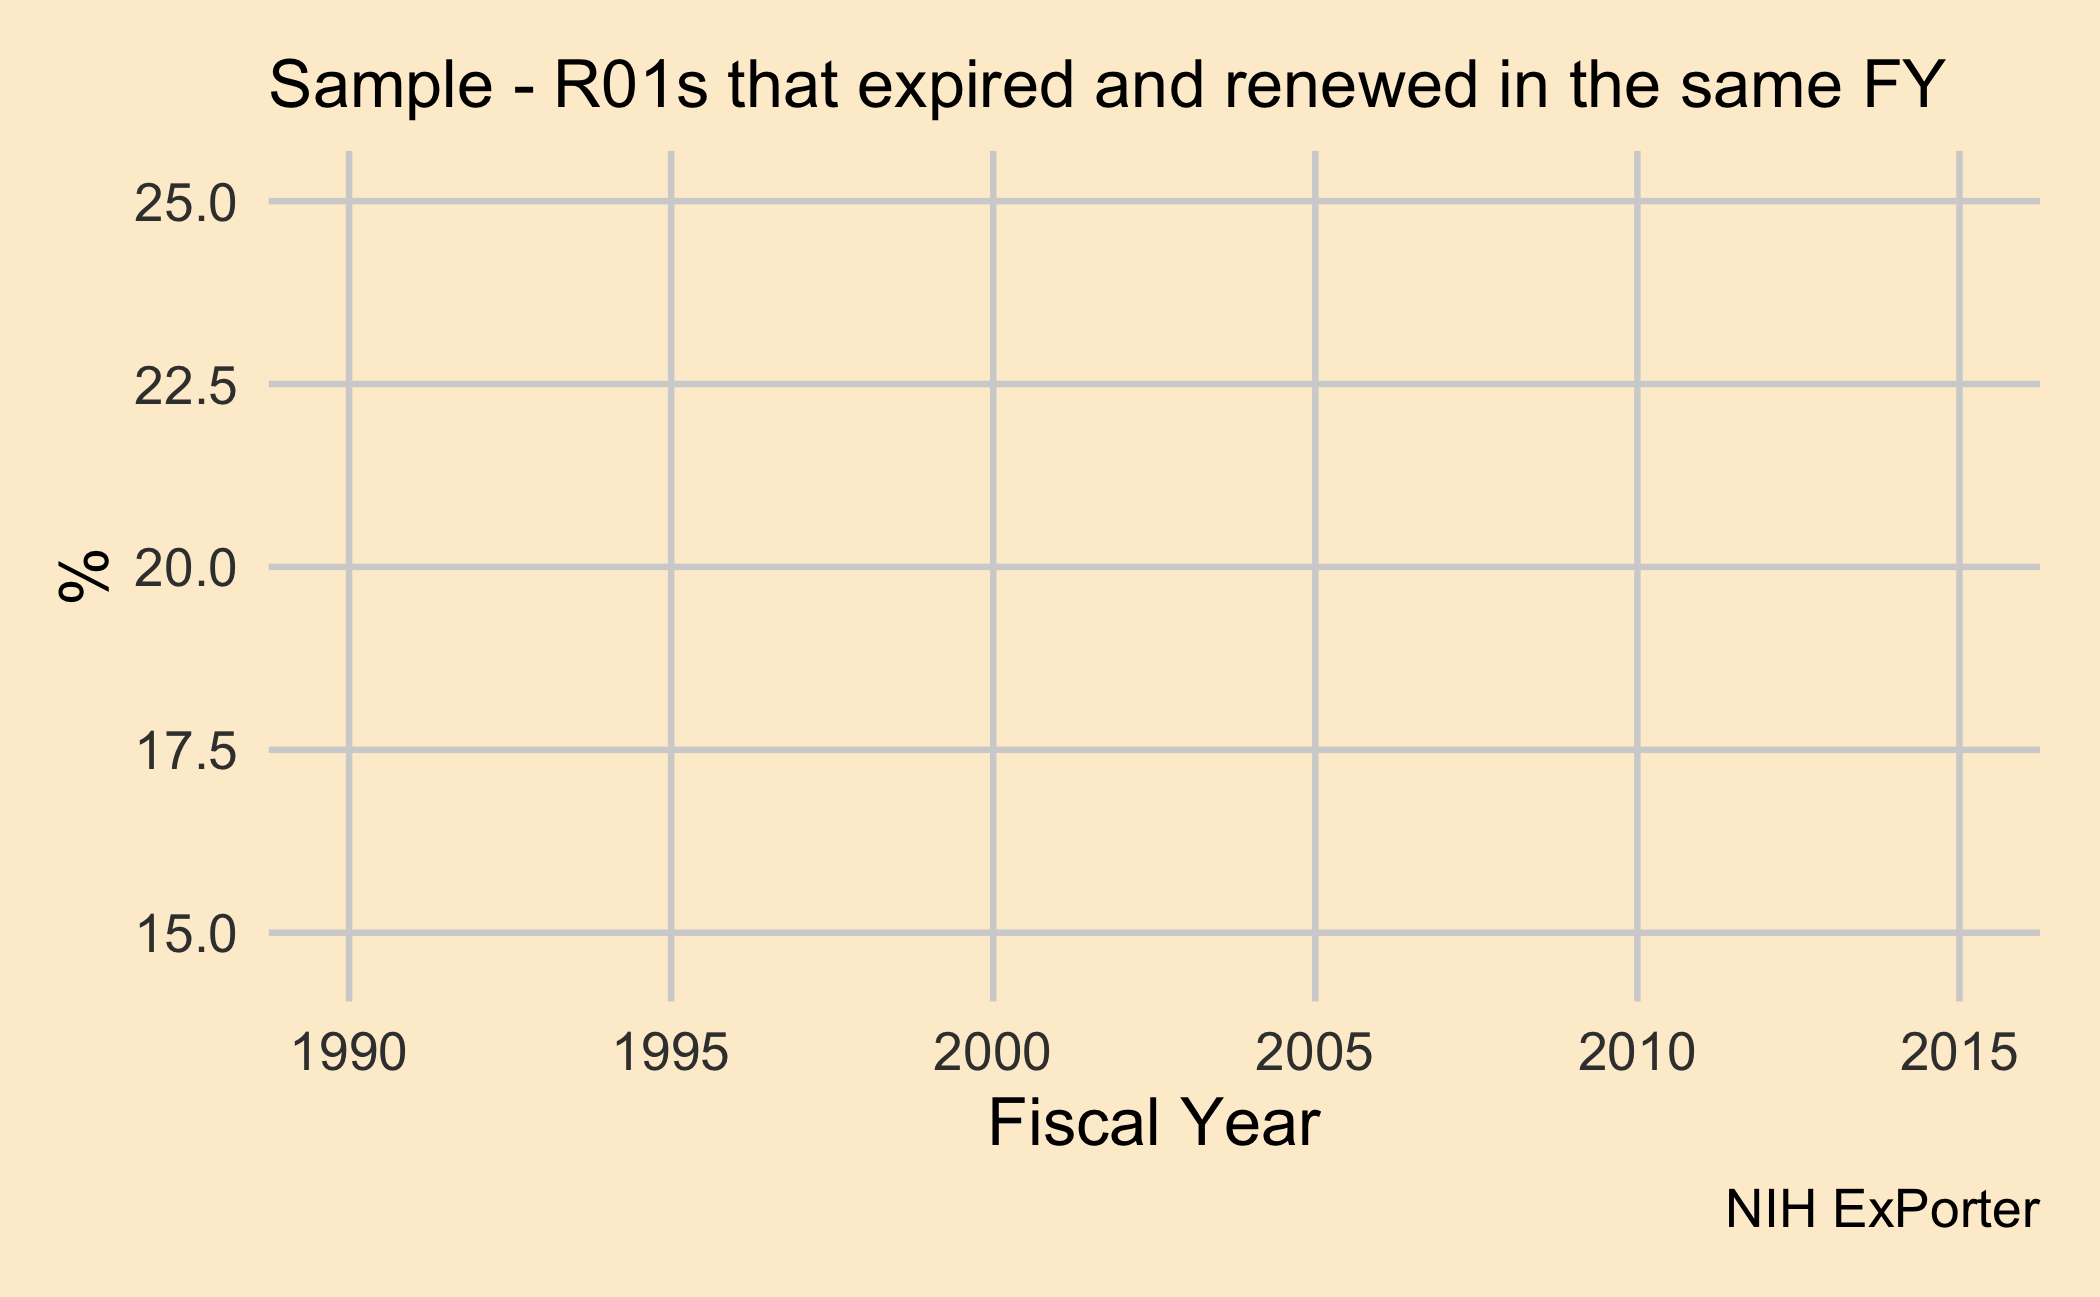 Sample - R01s that expired and renewed in the same FY
25.0
22.5
20.0
17.5
15.0
%
1990 1995 2000 2005 2010 2015
Fiscal Year
NIH ExPorter